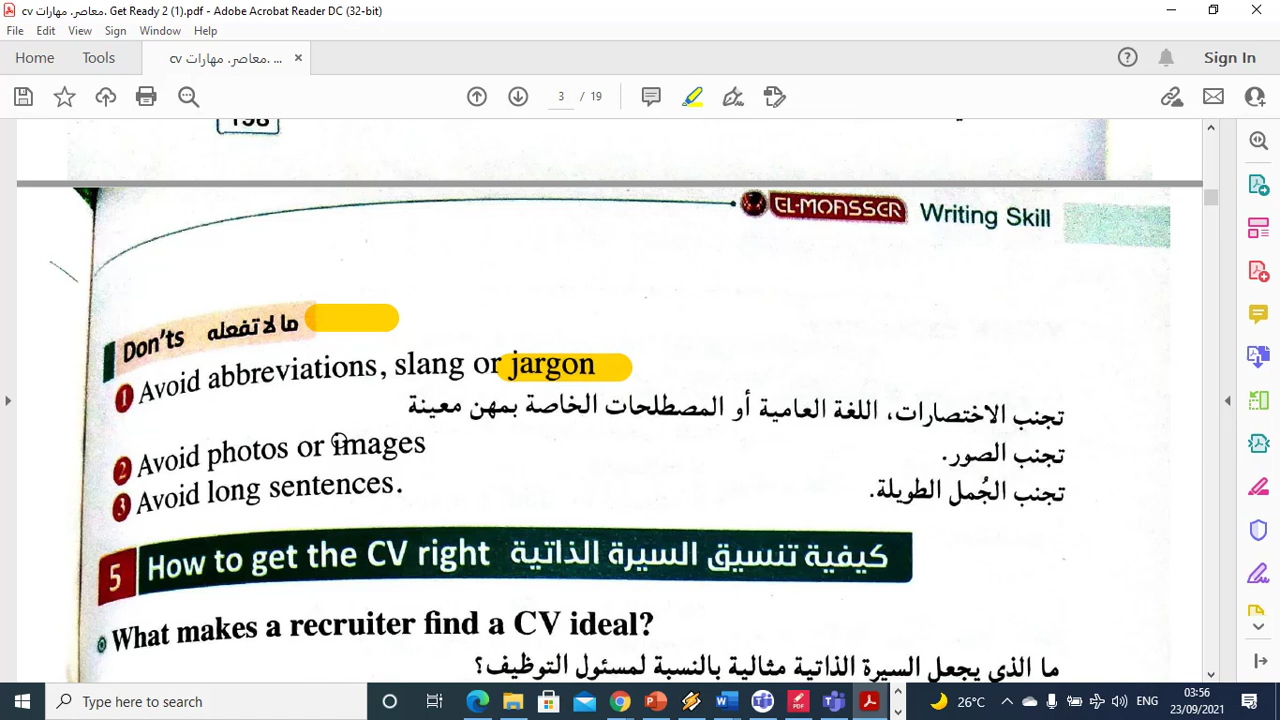 cv معاصر. مهارات. Get Ready 2 (1).pdf - Adobe Acrobat Reader DC (32-bit)
File Edit View Sign Window Help
Home Tools cv معاصر. مهارات. ... × Sign In
3 / 19
198
EL-MOASSER Writing Skill
Don'ts ما لا تفعله
1 Avoid abbreviations, slang or jargon
تجنب الاختصارات، اللغة العامية أو المصطلحات الخاصة بمهن معينة
2 Avoid photos or images
تجنب الصور.
3 Avoid long sentences.
تجنب الجُمل الطويلة.
5 How to get the CV right كيفية تنسيق السيرة الذاتية
What makes a recruiter find a CV ideal?
ما الذي يجعل السيرة الذاتية مثالية بالنسبة لمسئول التوظيف؟
Type here to search
26°C ENG 03:56
23/09/2021